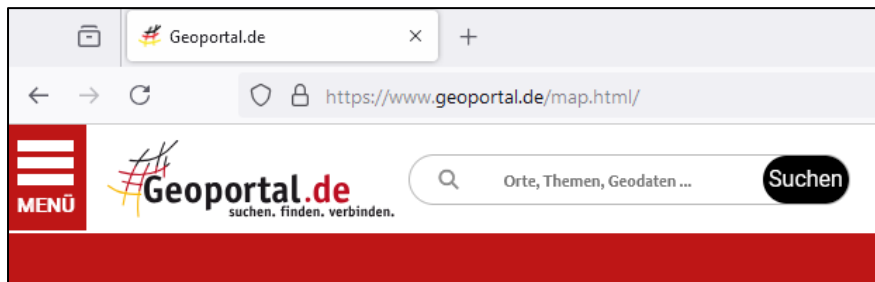 Geoportal.de
https://www.geoportal.de/map.html/
MENÜ
Geoportal.de
suchen. finden. verbinden.
Orte, Themen, Geodaten ...
Suchen